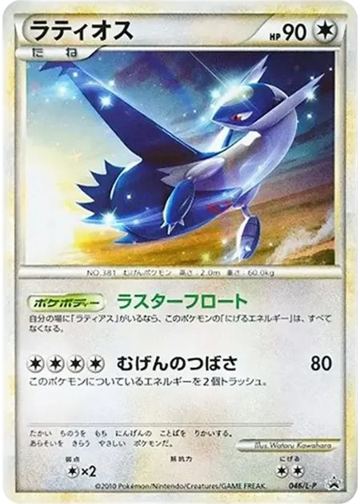 ラティオス HP 90
たね
NO.381 むげんポケモン 高さ:2.0m 重さ:60.0kg
ポケボディー ラスターフロート
自分の場に「ラティアス」がいるなら、このポケモンの「にげるエネルギー」は、すべて
なくなる。
むげんのつばさ 80
このポケモンについているエネルギーを2個トラッシュ。
たかい ちのうを もち にんげんの ことばを りかいする。
あらそいを きらう やさしい ポケモンだ。
Illus. Wataru Kawahara
弱点 抵抗力 にげる
×2
046/L-P
©2010 Pokémon/Nintendo/Creatures/GAME FREAK.